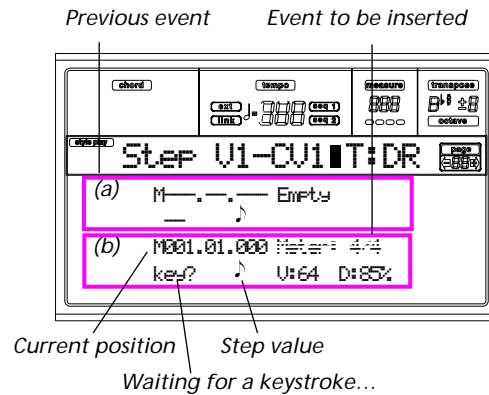 Previous event Event to be inserted
chord tempo measure transpose
ext seq 1
link seq 2
octave
style play Step V1-CV1 T:DR page
(a) M---.--.--- Empty
--- ♪
(b) M001.01.000 Meter: 4/4
key? ♪ V:64 D:85%
Current position Step value
Waiting for a keystroke…